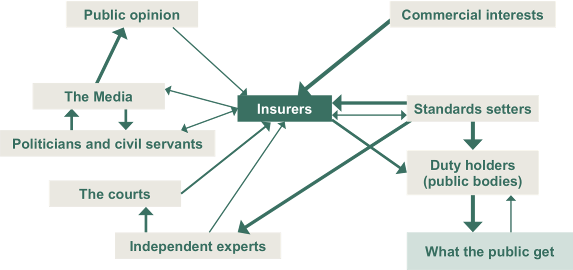 Public opinion
Commercial interests
The Media
Insurers
Standards setters
Politicians and civil servants
Duty holders
(public bodies)
The courts
Independent experts
What the public get